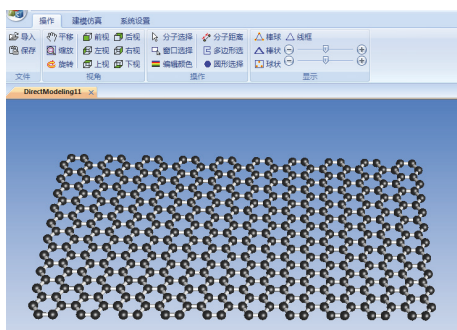 操作 建模仿真 系统设置
导入 平移 前视 后视 分子选择 分子距离 棒球 线框
保存 缩放 左视 右视 窗口选择 多边形选 棒状
旋转 上视 下视 编辑颜色 圆形选择 球状
文件 视角 操作 显示
DirectModeling11